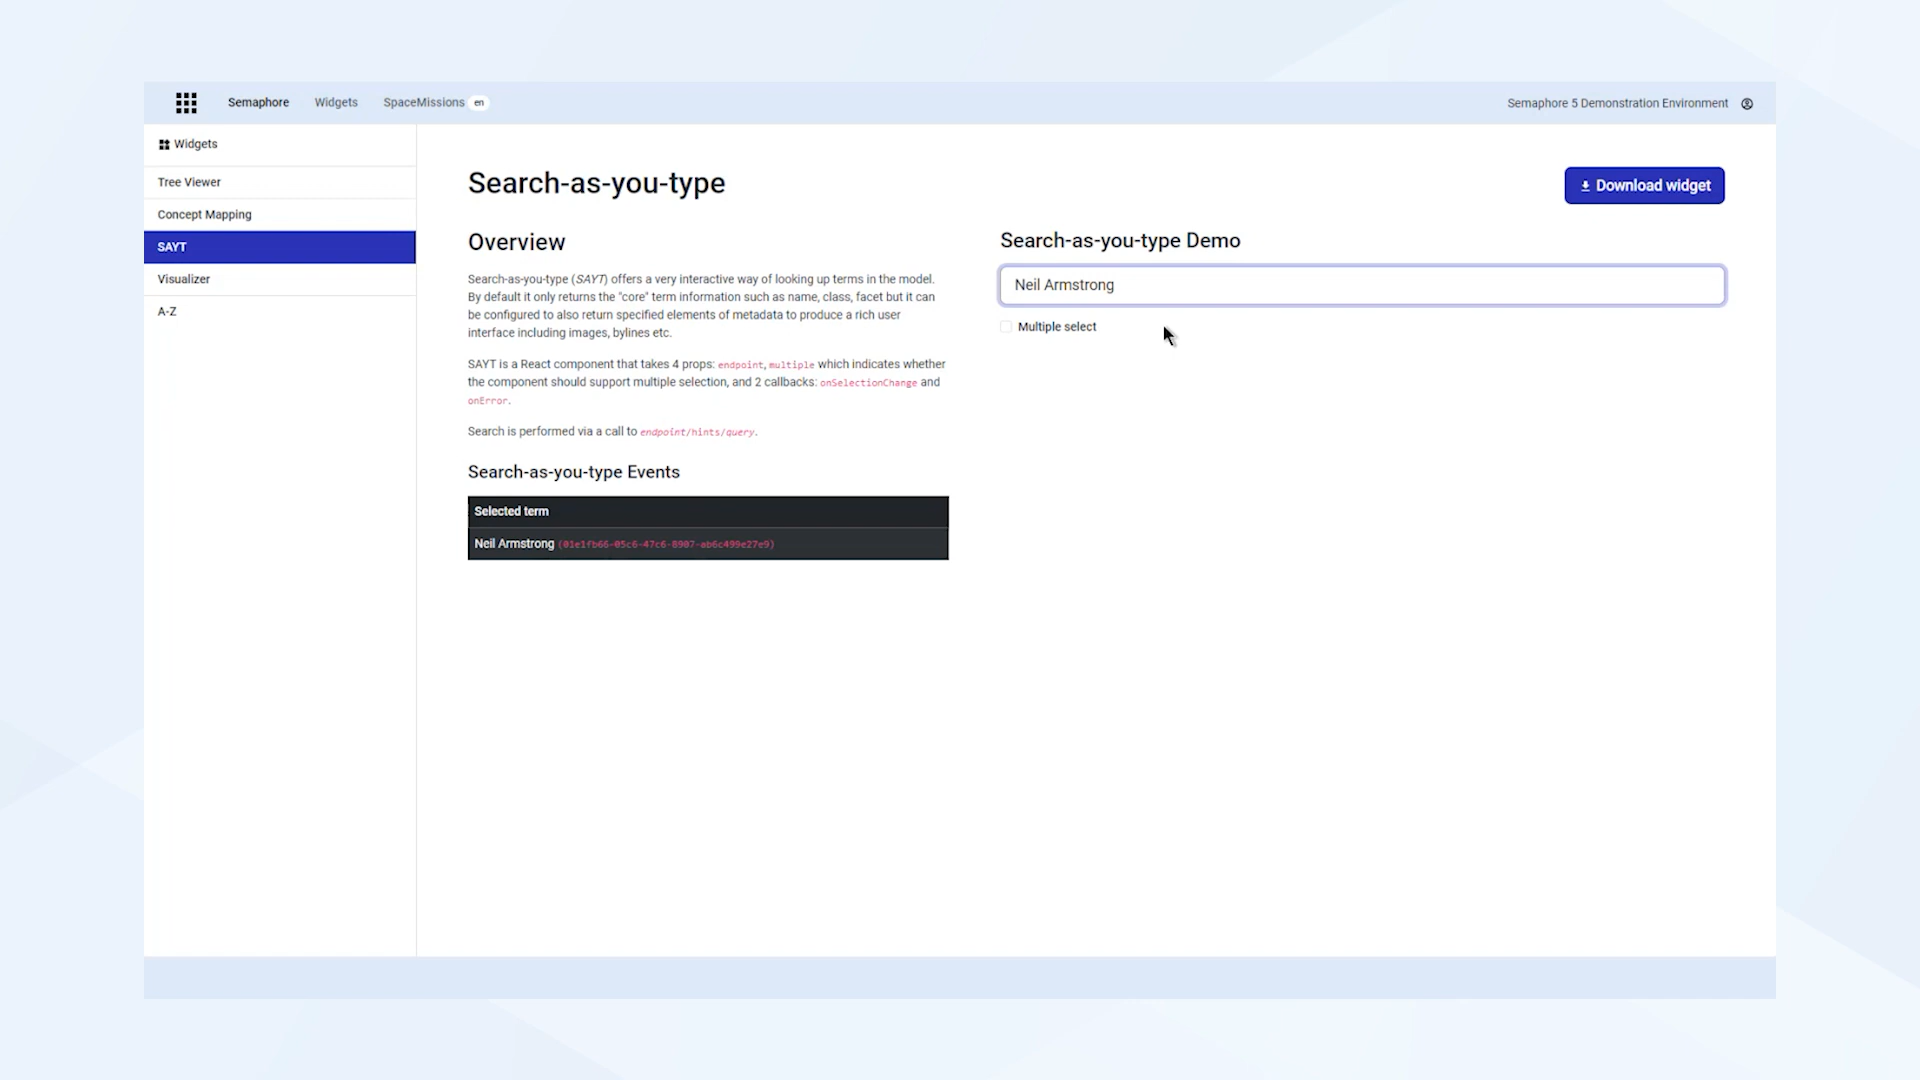 Semaphore Widgets SpaceMissions en Semaphore 5 Demonstration Environment
Widgets
Tree Viewer
Concept Mapping
SAYT
Visualizer
A-Z
Search-as-you-type
Download widget
Overview
Search-as-you-type (SAYT) offers a very interactive way of looking up terms in the model.
By default it only returns the "core" term information such as name, class, facet but it can
be configured to also return specified elements of metadata to produce a rich user
interface including images, bylines etc.
SAYT is a React component that takes 4 props: endpoint, multiple which indicates whether
the component should support multiple selection, and 2 callbacks: onSelectionChange and
onError.
Search is performed via a call to endpoint/hints/query.
Search-as-you-type Events
Selected term
Neil Armstrong (01e1fb66-05c6-47c6-8907-ab6c499e27e9)
Search-as-you-type Demo
Neil Armstrong
Multiple select